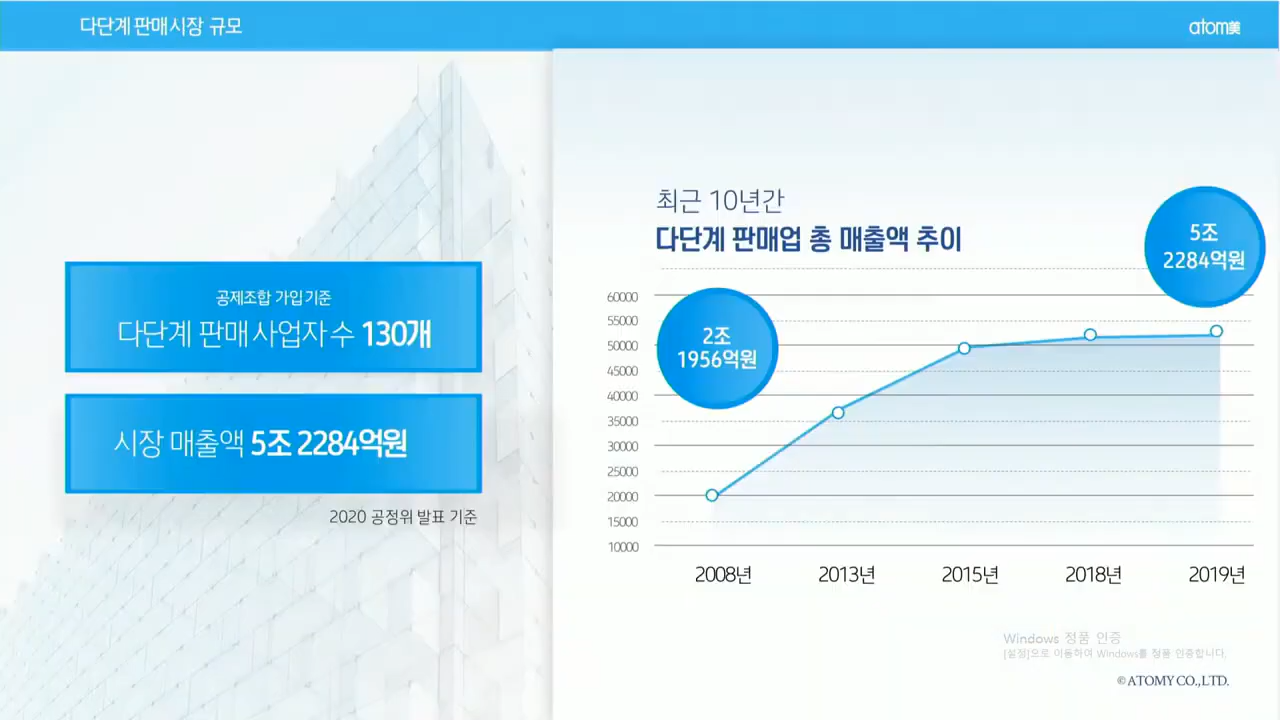 다단계 판매시장 규모
atom美
공제조합 가입기준
다단계 판매 사업자 수 130개
시장 매출액 5조 2284억원
2020 공정위 발표 기준
최근 10년간
다단계 판매업 총 매출액 추이
5조
2284억원
2조
1956억원
60000
55000
50000
45000
40000
35000
30000
25000
20000
15000
10000
2008년
2013년
2015년
2018년
2019년
Windows 정품 인증
[설정]으로 이동하여 Windows를 정품 인증합니다.
© ATOMY CO.,LTD.